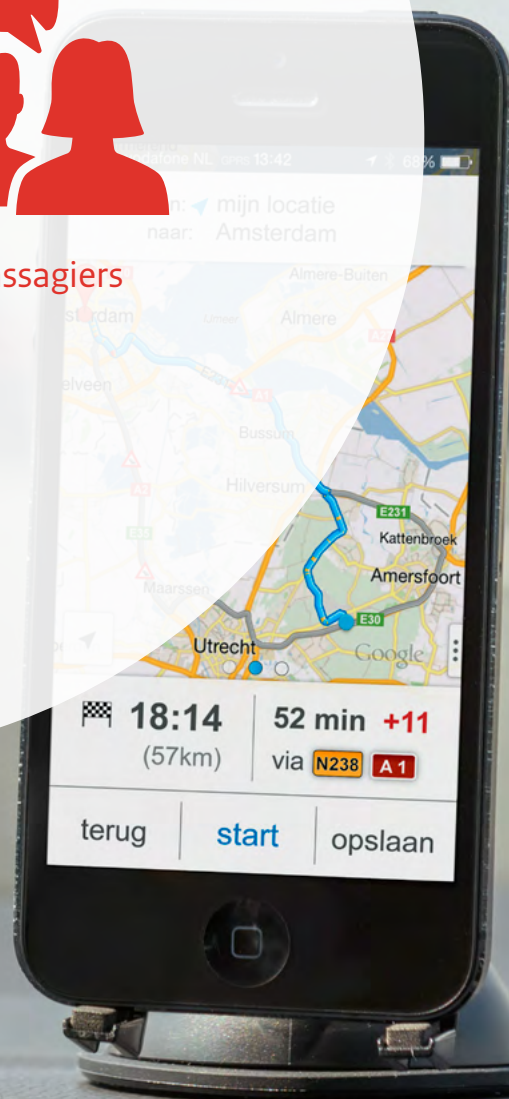 ssagiers
vodafone NL GPRS 13:42 68%
mijn locatie
naar: Amsterdam
Almere-Buiten
Almere
Bussum
Hilversum
E231
Kattenbroek
Amersfoort
Maarssen
E30
Utrecht
Google
18:14
52 min +11
(57km)
via N238 A1
terug start opslaan